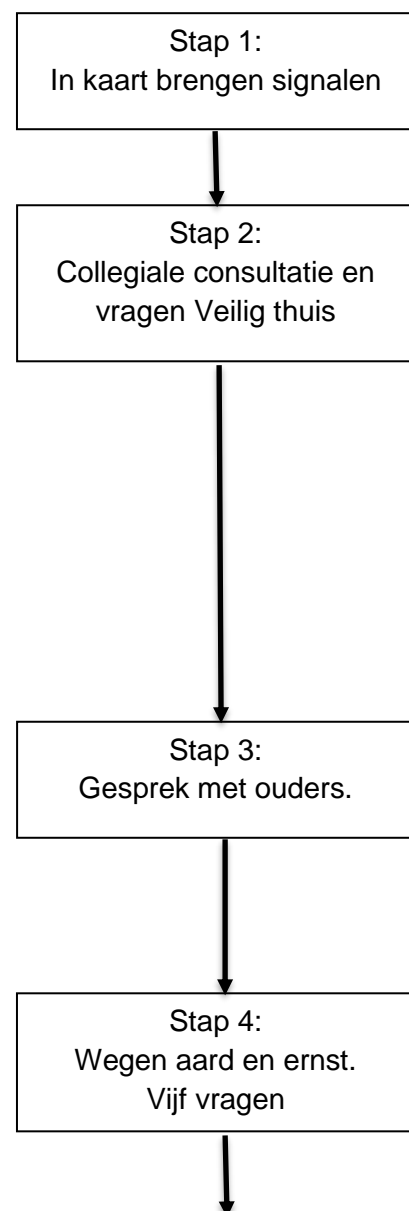 Stap 1:
In kaart brengen signalen
Stap 2:
Collegiale consultatie en
vragen Veilig thuis
Stap 3:
Gesprek met ouders.
Stap 4:
Wegen aard en ernst.
Vijf vragen